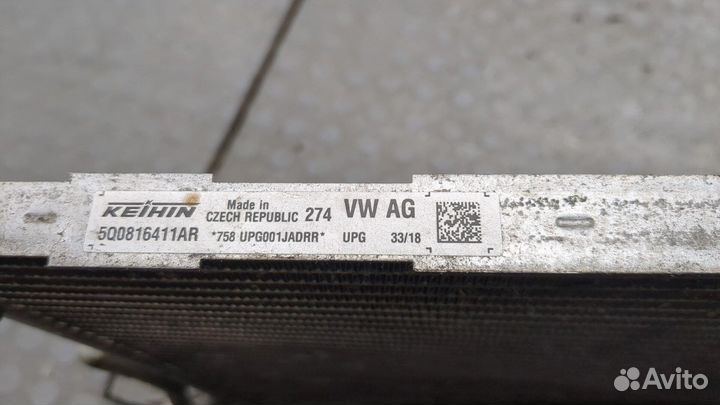 KEIHIN Made in CZECH REPUBLIC 274 VW AG
5Q0816411AR *758 UPG001JADRR* UPG 33/18
Avito